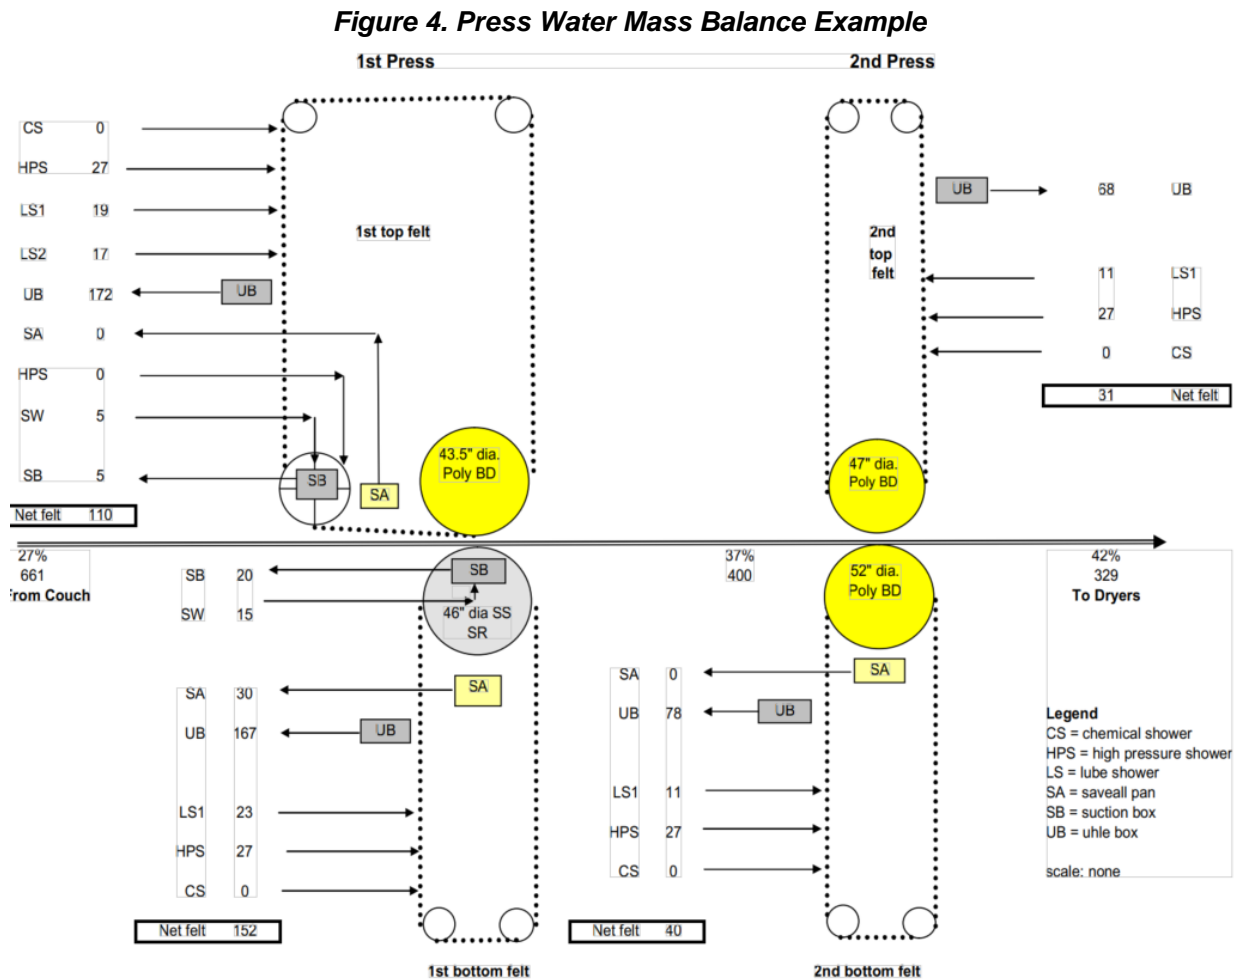 Figure 4. Press Water Mass Balance Example
1st Press
2nd Press
CS 0
HPS 27
LS1 19
LS2 17
UB 172
SA 0
HPS 0
SW 5
SB 5
Net felt 110
UB
1st top felt
SB
SA
43.5" dia.
Poly BD
2nd
top
felt
47" dia.
Poly BD
UB
68 UB
11 LS1
27 HPS
0 CS
31 Net felt
27%
661
From Couch
37%
400
42%
329
To Dryers
SB 20
SW 15
SB
46" dia SS
SR
SA 30
UB 167
LS1 23
HPS 27
CS 0
Net felt 152
SA
UB
1st bottom felt
52" dia.
Poly BD
SA
SA 0
UB 78
UB
LS1 11
HPS 27
CS 0
Net felt 40
2nd bottom felt
Legend
CS = chemical shower
HPS = high pressure shower
LS = lube shower
SA = saveall pan
SB = suction box
UB = uhle box
scale: none